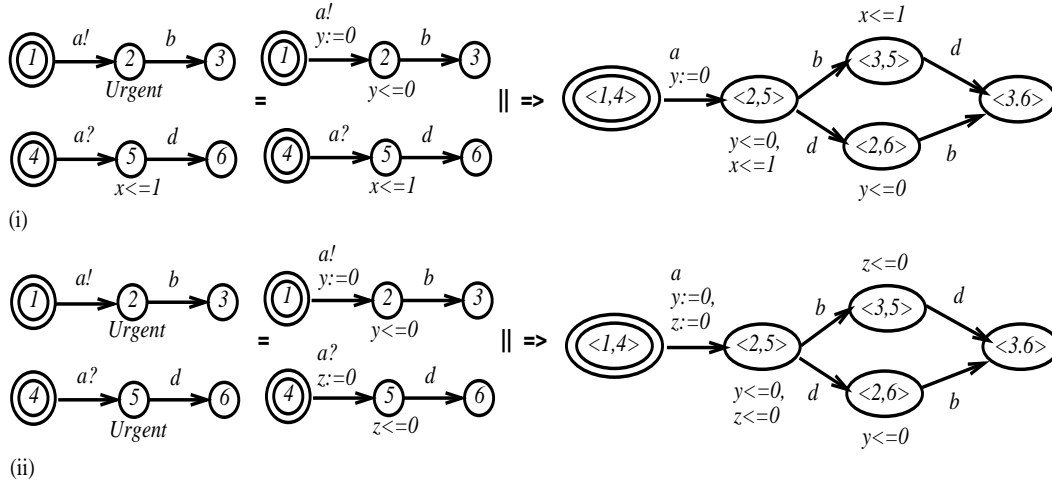 a!
b
1
2
3
Urgent
a?
d
4
5
6
x<=1
=
a!
y:=0
b
1
2
3
y<=0
a?
d
4
5
6
x<=1
|| =>
<1,4>
a
y:=0
<2,5>
y<=0,
x<=1
b
d
x<=1
<3,5>
<2,6>
y<=0
d
b
<3.6>
(i)
a!
b
1
2
3
Urgent
a?
d
4
5
6
Urgent
=
a!
y:=0
b
1
2
3
y<=0
a?
z:=0
d
4
5
6
z<=0
|| =>
<1,4>
a
y:=0,
z:=0
<2,5>
y<=0,
z<=0
b
d
z<=0
<3,5>
<2,6>
y<=0
d
b
<3.6>
(ii)